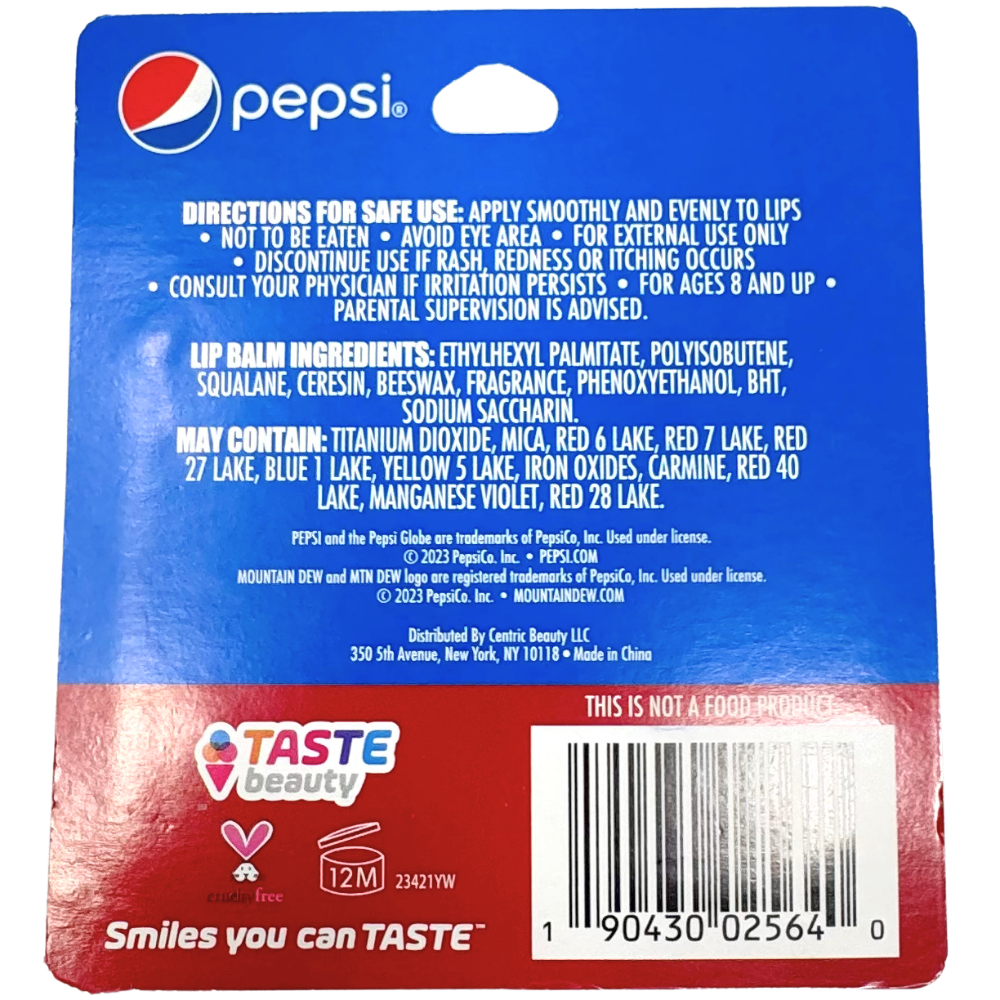 pepsi®
DIRECTIONS FOR SAFE USE: APPLY SMOOTHLY AND EVENLY TO LIPS
• NOT TO BE EATEN • AVOID EYE AREA • FOR EXTERNAL USE ONLY
• DISCONTINUE USE IF RASH, REDNESS OR ITCHING OCCURS
• CONSULT YOUR PHYSICIAN IF IRRITATION PERSISTS • FOR AGES 8 AND UP •
PARENTAL SUPERVISION IS ADVISED.
LIP BALM INGREDIENTS: ETHYLHEXYL PALMITATE, POLYISOBUTENE,
SQUALANE, CERESIN, BEESWAX, FRAGRANCE, PHENOXYETHANOL, BHT,
SODIUM SACCHARIN.
MAY CONTAIN: TITANIUM DIOXIDE, MICA, RED 6 LAKE, RED 7 LAKE, RED
27 LAKE, BLUE 1 LAKE, YELLOW 5 LAKE, IRON OXIDES, CARMINE, RED 40
LAKE, MANGANESE VIOLET, RED 28 LAKE.
PEPSI and the Pepsi Globe are trademarks of PepsiCo, Inc. Used under license.
© 2023 PepsiCo. Inc. • PEPSI.COM
MOUNTAIN DEW and MTN DEW logo are registered trademarks of PepsiCo, Inc. Used under license.
© 2023 PepsiCo. Inc. • MOUNTAINDEW.COM
Distributed By Centric Beauty LLC
350 5th Avenue, New York, NY 10118 • Made in China
THIS IS NOT A FOOD PRODUCT
TASTE
beauty
crueltyfree
12M
23421YW
Smiles you can TASTE™
1 90430 02564 0